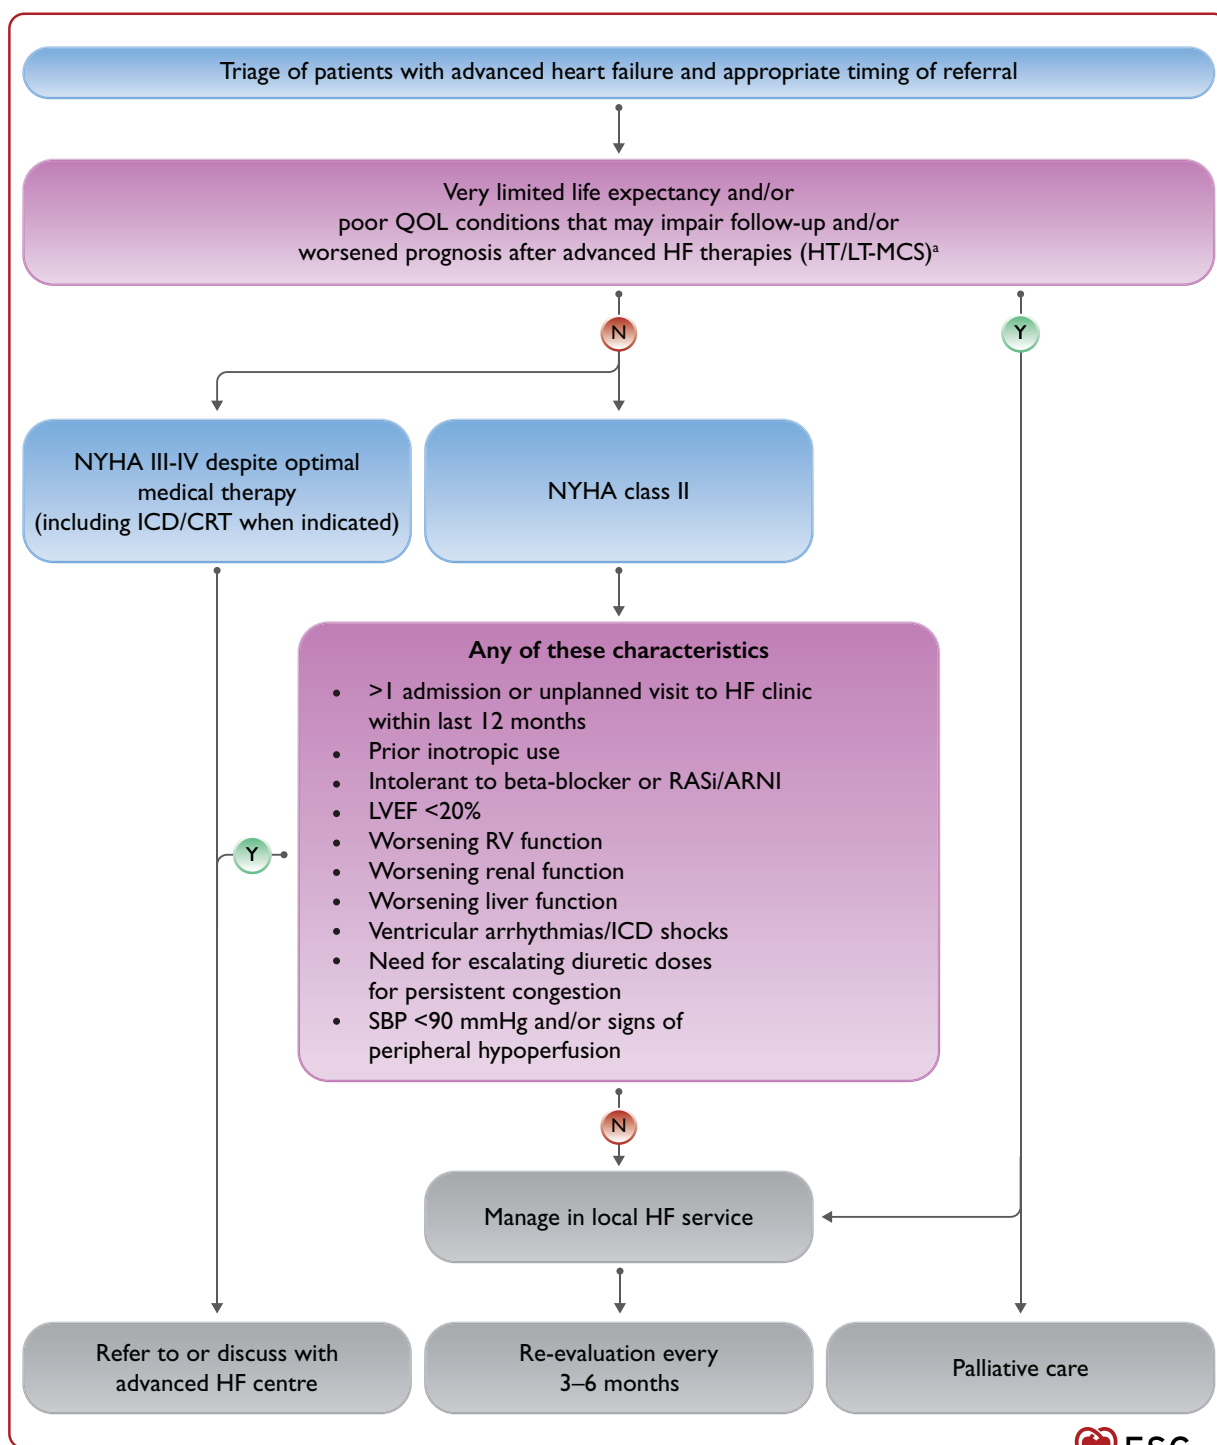 Triage of patients with advanced heart failure and appropriate timing of referral
Very limited life expectancy and/or
poor QOL conditions that may impair follow-up and/or
worsened prognosis after advanced HF therapies (HT/LT-MCS)ᵃ
N
Y
NYHA III-IV despite optimal
medical therapy
(including ICD/CRT when indicated)
NYHA class II
Any of these characteristics
• >1 admission or unplanned visit to HF clinic
within last 12 months
• Prior inotropic use
• Intolerant to beta-blocker or RASi/ARNI
• LVEF <20%
• Worsening RV function
• Worsening renal function
• Worsening liver function
• Ventricular arrhythmias/ICD shocks
• Need for escalating diuretic doses
for persistent congestion
• SBP <90 mmHg and/or signs of
peripheral hypoperfusion
Y
N
Manage in local HF service
Refer to or discuss with
advanced HF centre
Re-evaluation every
3–6 months
Palliative care
ESC